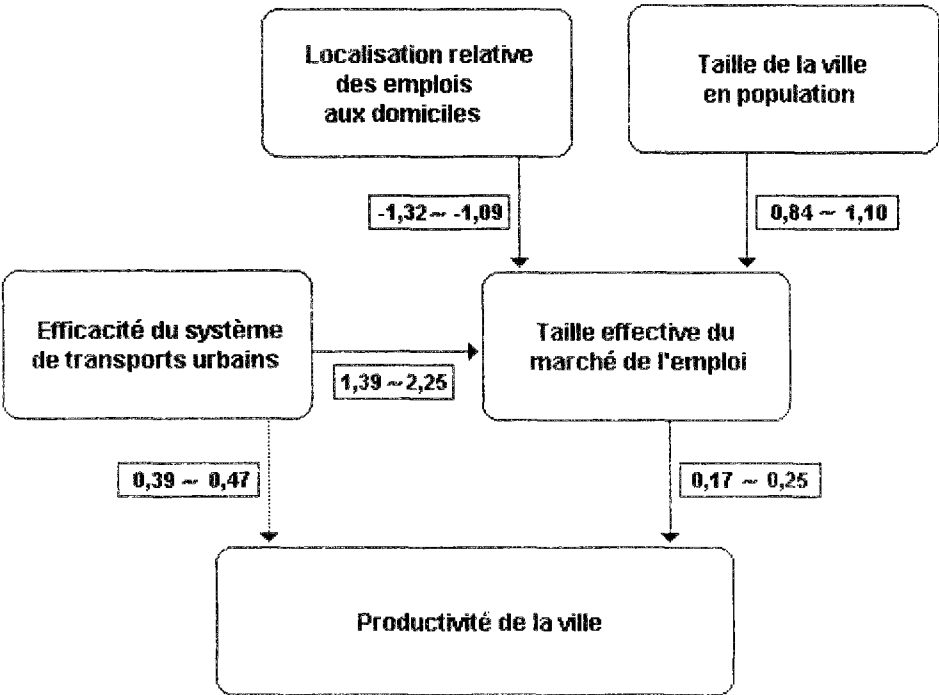 Localisation relative
des emplois
aux domiciles
Taille de la ville
en population
-1,32 ~ -1,09
0,84 ~ 1,10
Efficacité du système
de transports urbains
Taille effective du
marché de l'emploi
1,39 ~ 2,25
0,39 ~ 0,47
0,17 ~ 0,25
Productivité de la ville